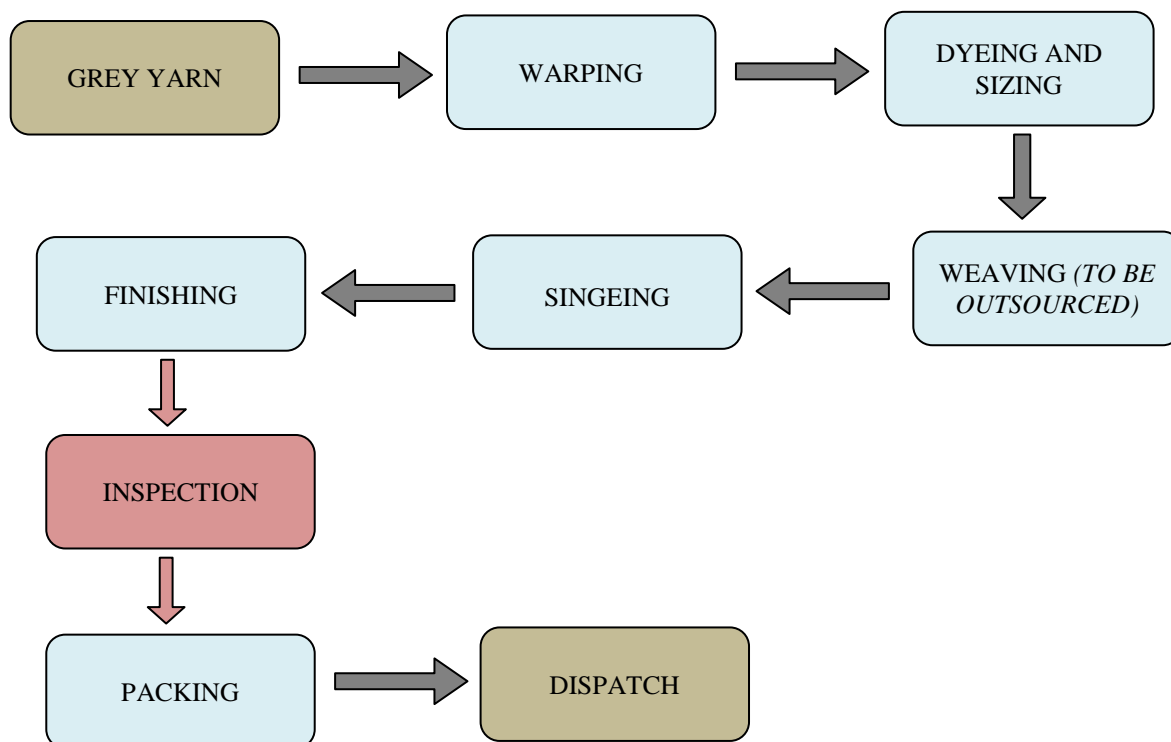 GREY YARN
WARPING
DYEING AND
SIZING
WEAVING (TO BE
OUTSOURCED)
SINGEING
FINISHING
INSPECTION
PACKING
DISPATCH